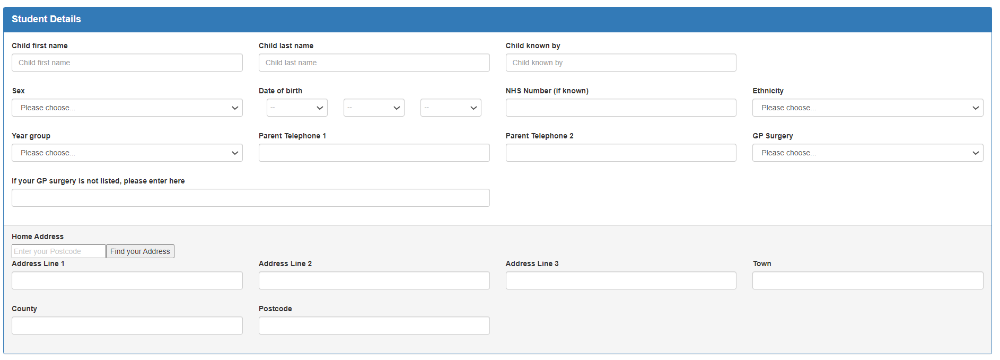 Student Details
Child first name Child last name Child known by
Child first name Child last name Child known by
Sex Date of birth NHS Number (if known) Ethnicity
Please choose... -- -- -- Please choose...
Year group Parent Telephone 1 Parent Telephone 2 GP Surgery
Please choose... Please choose...
If your GP surgery is not listed, please enter here
Home Address
Enter your Postcode Find your Address
Address Line 1 Address Line 2 Address Line 3 Town
County Postcode